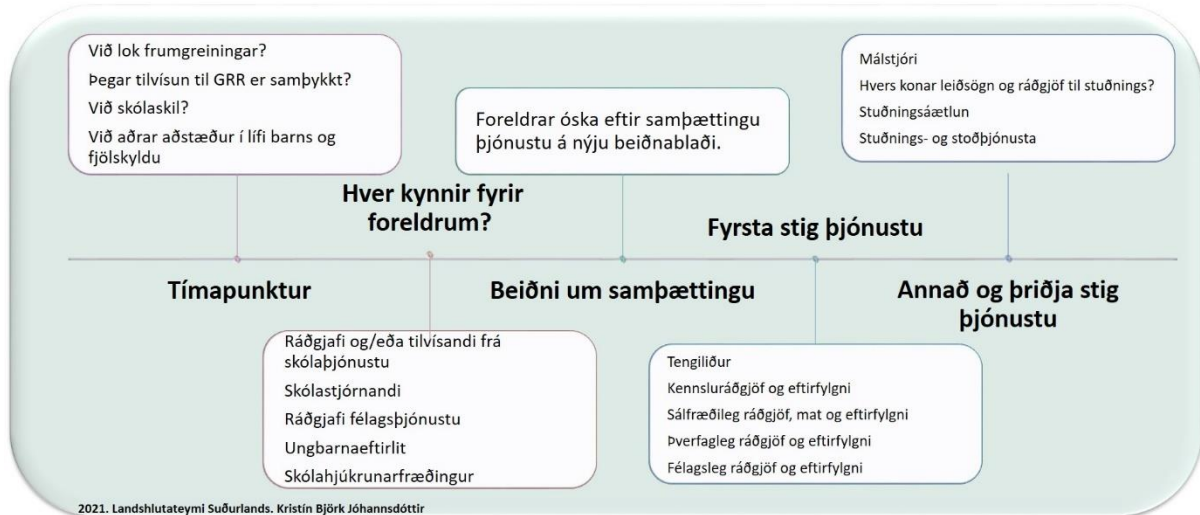 Við lok frumgreiningar?
Þegar tilvísun til GRR er samþykkt?
Við skólaskil?
Við aðrar aðstæður í lífi barns og
fjölskyldu
Tímapunktur
Hver kynnir fyrir
foreldrum?
Ráðgjafi og/eða tilvísandi frá
skólaþjónustu
Skólastjórnandi
Ráðgjafi félagsþjónustu
Ungbarnaeftirlit
Skólahjúkrunarfræðingur
Foreldrar óska eftir samþættingu
þjónustu á nýju beiðnablaði.
Beiðni um samþættingu
Fyrsta stig þjónustu
Tengiliður
Kennsluráðgjöf og eftirfylgni
Sálfræðileg ráðgjöf, mat og eftirfylgni
Þverfagleg ráðgjöf og eftirfylgni
Félagsleg ráðgjöf og eftirfylgni
Málstjóri
Hvers konar leiðsögn og ráðgjöf til stuðnings?
Stuðningsáætlun
Stuðnings- og stoðþjónusta
Annað og þriðja stig
þjónustu
2021. Landshlutateymi Suðurlands. Kristín Björk Jóhannsdóttir